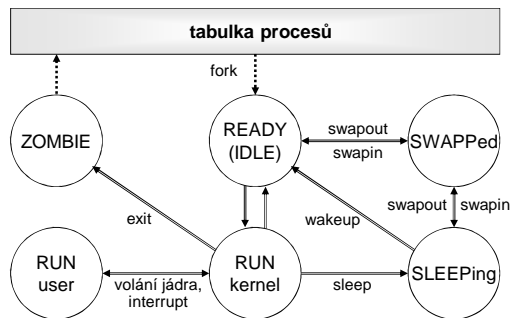 tabulka procesů
fork
ZOMBIE
READY
(IDLE)
swapout
swapin
SWAPPed
exit
wakeup
swapout
swapin
RUN
user
volání jádra,
interrupt
RUN
kernel
sleep
SLEEPing